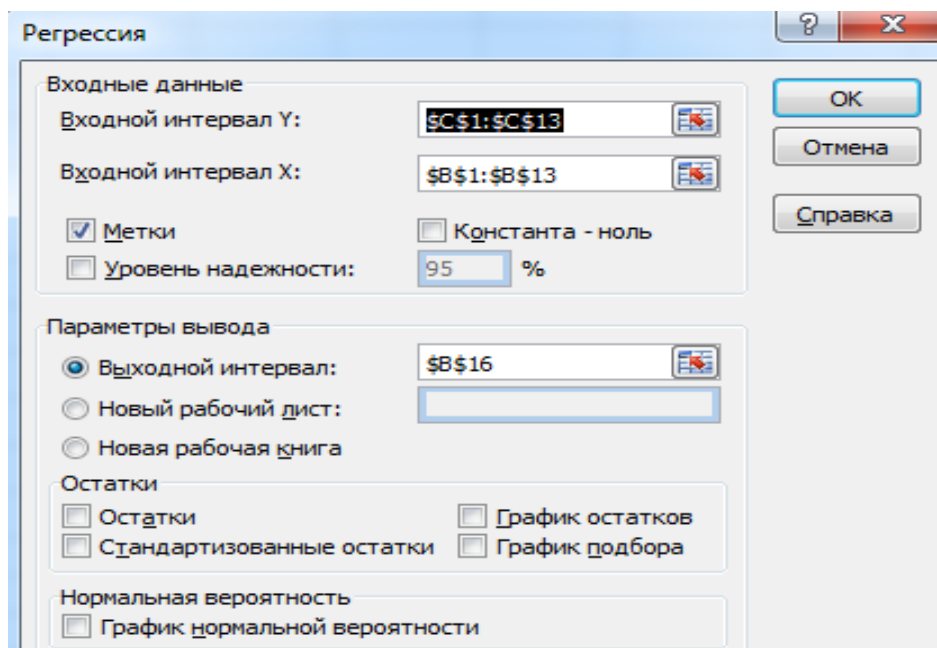 Регрессия
Входные данные
Входной интервал Y: $C$1:$C$13
Входной интервал X: $B$1:$B$13
Метки Константа - ноль
Уровень надежности: 95 %
Параметры вывода
Выходной интервал: $B$16
Новый рабочий лист:
Новая рабочая книга
Остатки
Остатки График остатков
Стандартизованные остатки График подбора
Нормальная вероятность
График нормальной вероятности
? X
ОК
Отмена
Справка